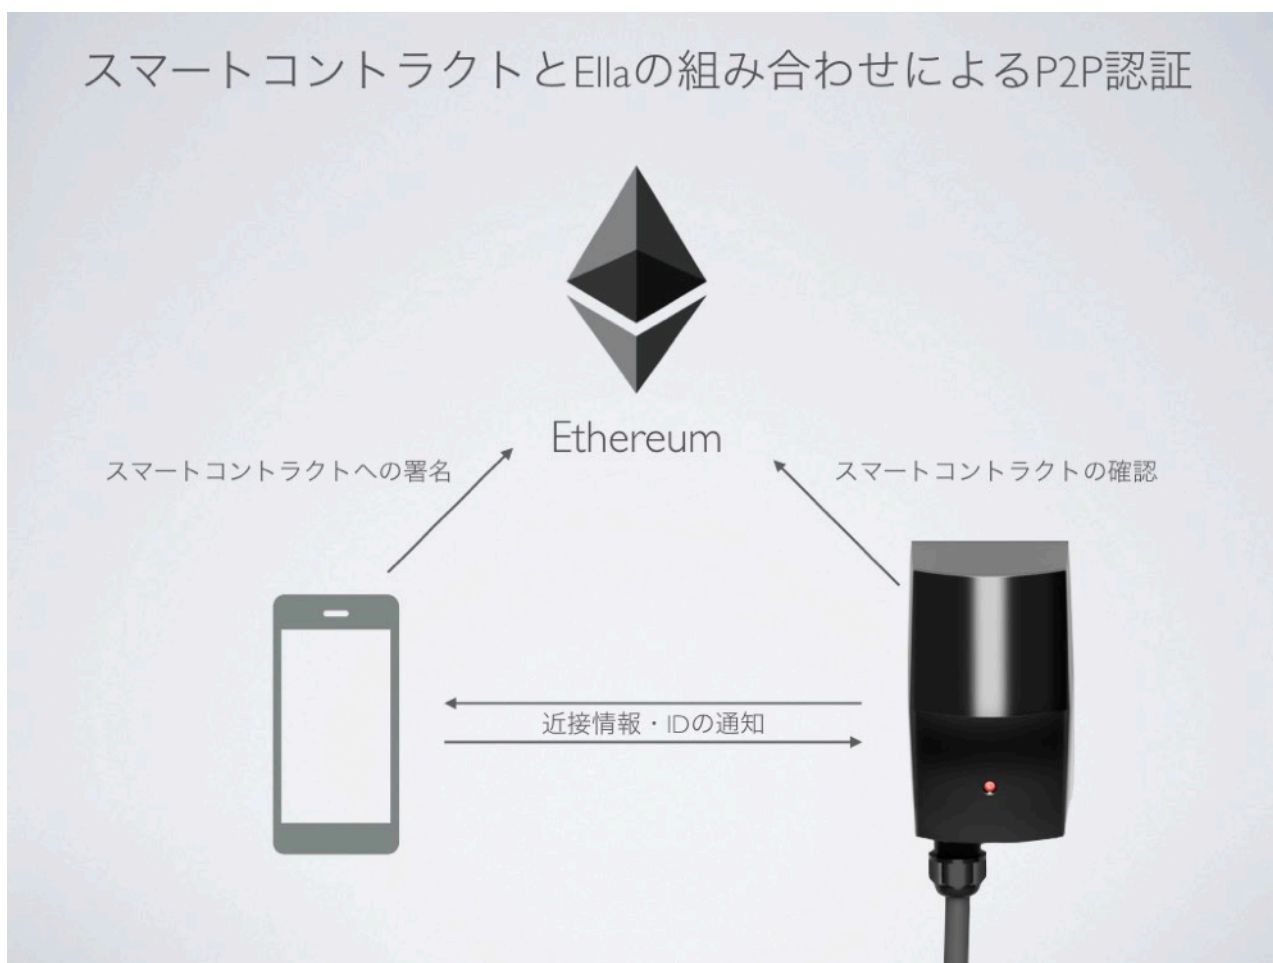 スマートコントラクトとEllaの組み合わせによるP2P認証
Ethereum
スマートコントラクトへの署名
スマートコントラクトの確認
近接情報・IDの通知